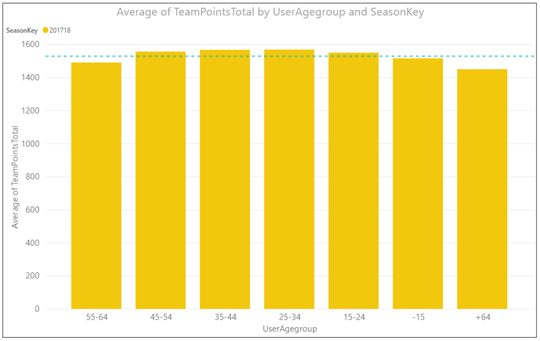 Average of TeamPointsTotal by UserAgegroup and SeasonKey
SeasonKey 201718
1600
1400
1200
1000
800
600
400
200
0
Average of TeamPointsTotal
55-64 45-54 35-44 25-34 15-24 -15 +64
UserAgegroup